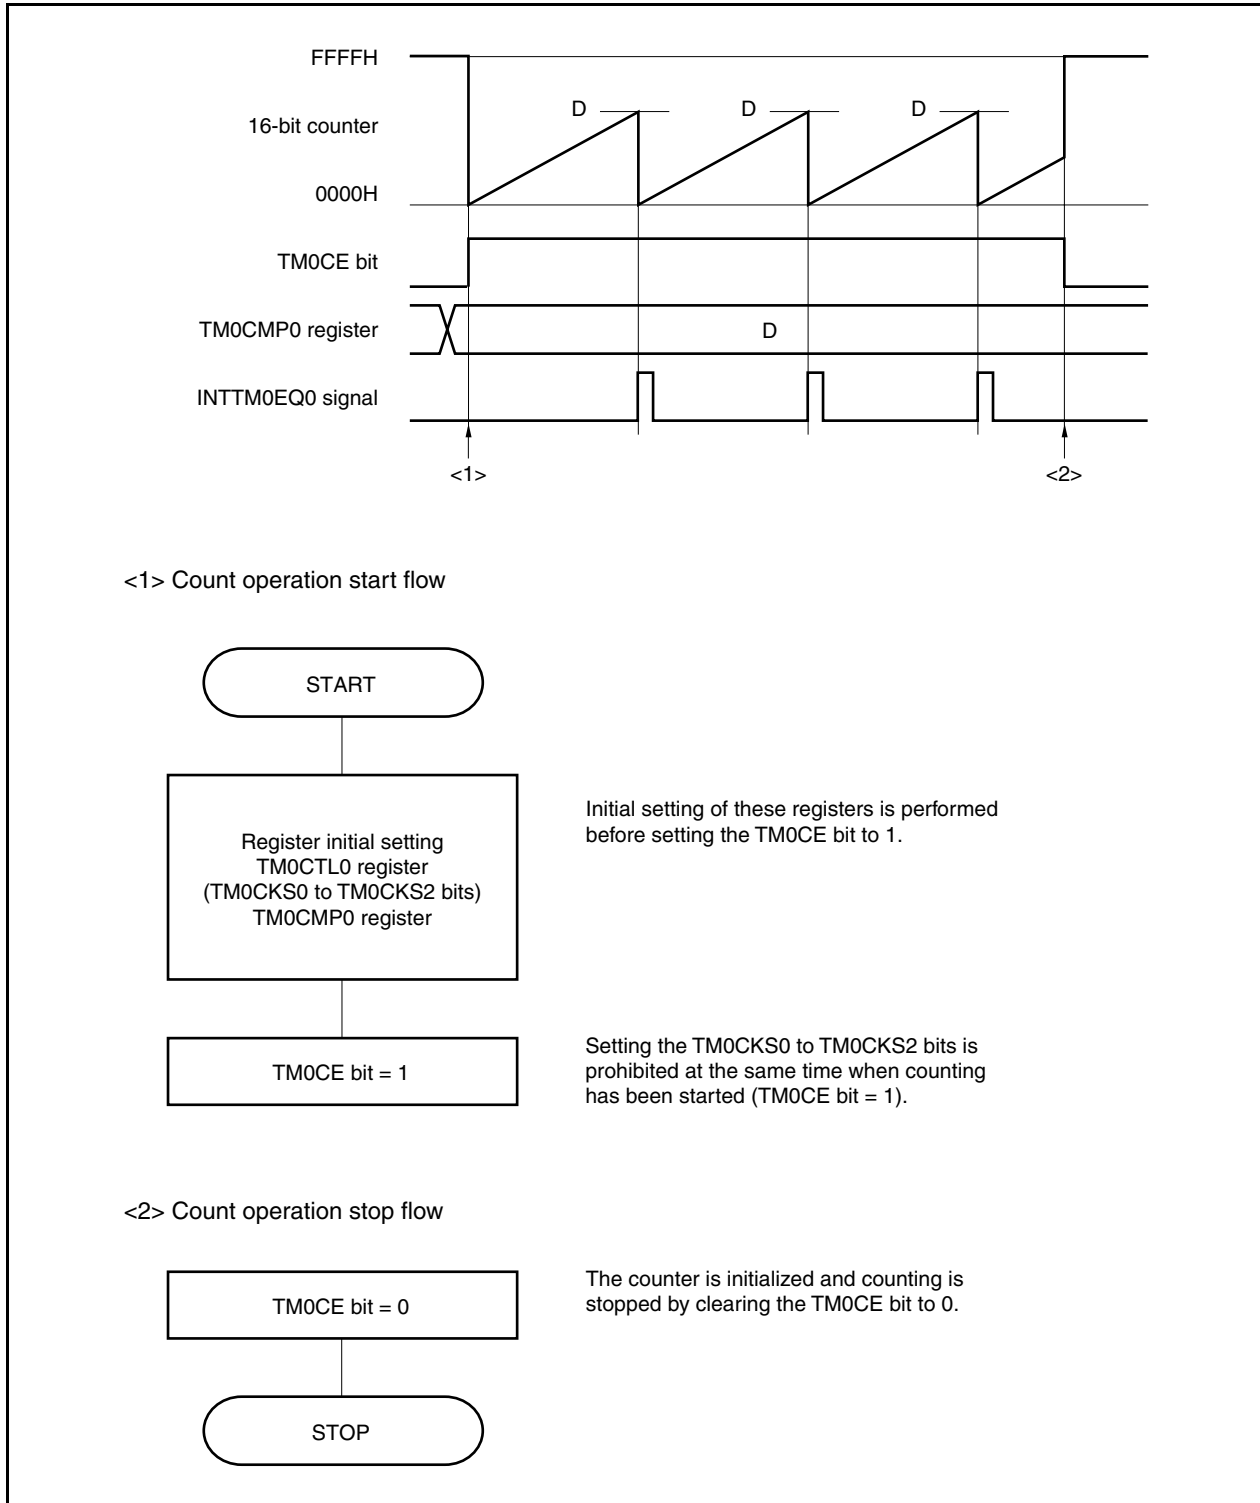 FFFFH
D D D
16-bit counter
0000H
TM0CE bit
TM0CMP0 register
D
INTTM0EQ0 signal
<1> <2>
<1> Count operation start flow
START
Register initial setting
TM0CTL0 register
(TM0CKS0 to TM0CKS2 bits)
TM0CMP0 register
Initial setting of these registers is performed
before setting the TM0CE bit to 1.
TM0CE bit = 1
Setting the TM0CKS0 to TM0CKS2 bits is
prohibited at the same time when counting
has been started (TM0CE bit = 1).
<2> Count operation stop flow
TM0CE bit = 0
The counter is initialized and counting is
stopped by clearing the TM0CE bit to 0.
STOP